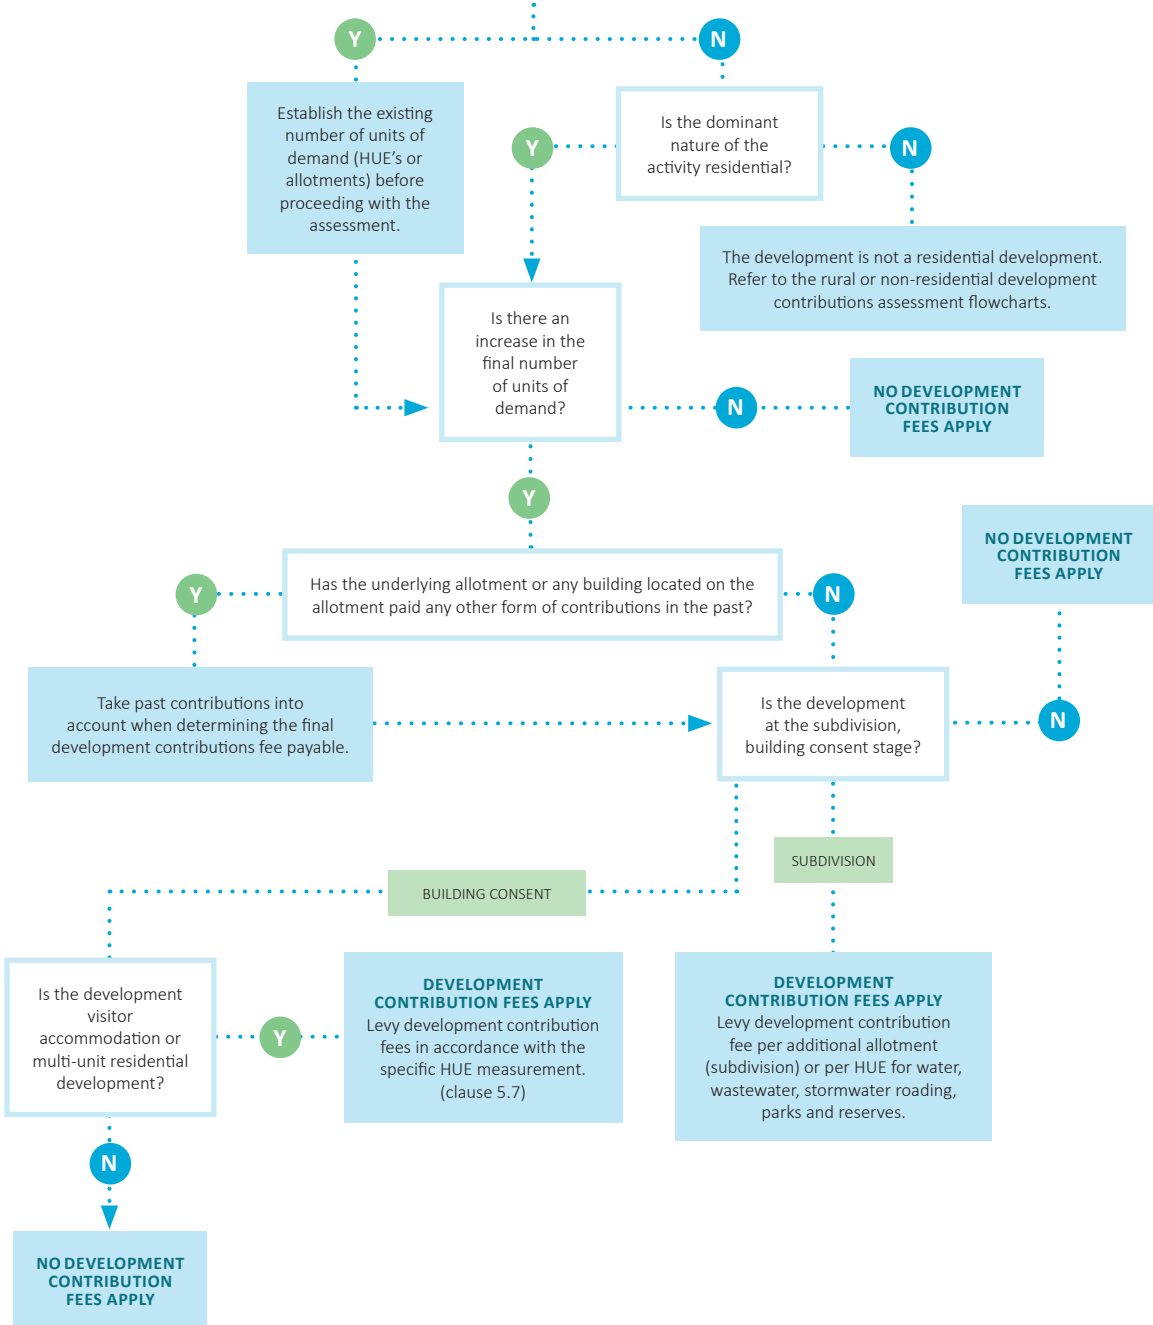 Y
N
Establish the existing
number of units of
demand (HUE's or
allotments) before
proceeding with the
assessment.
Is the dominant
nature of the
activity residential?
Y
N
The development is not a residential development.
Refer to the rural or non-residential development
contributions assessment flowcharts.
Is there an
increase in the
final number
of units of
demand?
N
NO DEVELOPMENT
CONTRIBUTION
FEES APPLY
Y
NO DEVELOPMENT
CONTRIBUTION
FEES APPLY
Has the underlying allotment or any building located on the
allotment paid any other form of contributions in the past?
Y
N
Take past contributions into
account when determining the final
development contributions fee payable.
Is the development
at the subdivision,
building consent stage?
N
SUBDIVISION
BUILDING CONSENT
Is the development
visitor
accommodation or
multi-unit residential
development?
Y
DEVELOPMENT
CONTRIBUTION FEES APPLY
Levy development contribution
fees in accordance with the
specific HUE measurement.
(clause 5.7)
DEVELOPMENT
CONTRIBUTION FEES APPLY
Levy development contribution
fee per additional allotment
(subdivision) or per HUE for water,
wastewater, stormwater roading,
parks and reserves.
N
NO DEVELOPMENT
CONTRIBUTION
FEES APPLY